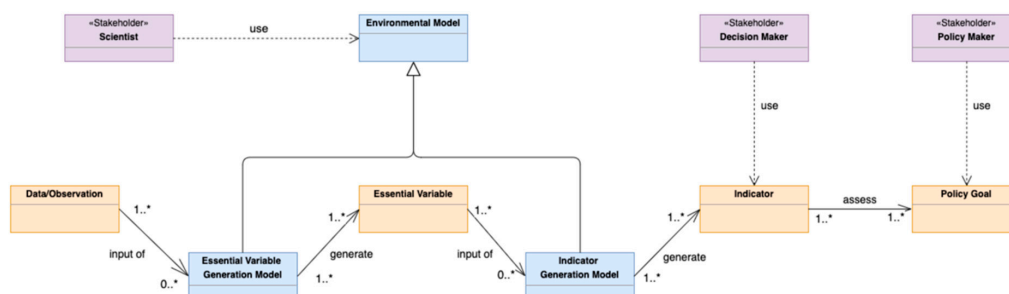 «Stakeholder»
Scientist
use
Environmental Model
«Stakeholder»
Decision Maker
«Stakeholder»
Policy Maker
use
use
Data/Observation
1..*
input of
0..*
Essential Variable
Generation Model
1..*
generate
1..*
Essential Variable
1..*
input of
0..*
Indicator
Generation Model
1..*
generate
1..*
Indicator
1..*
assess
1..*
Policy Goal